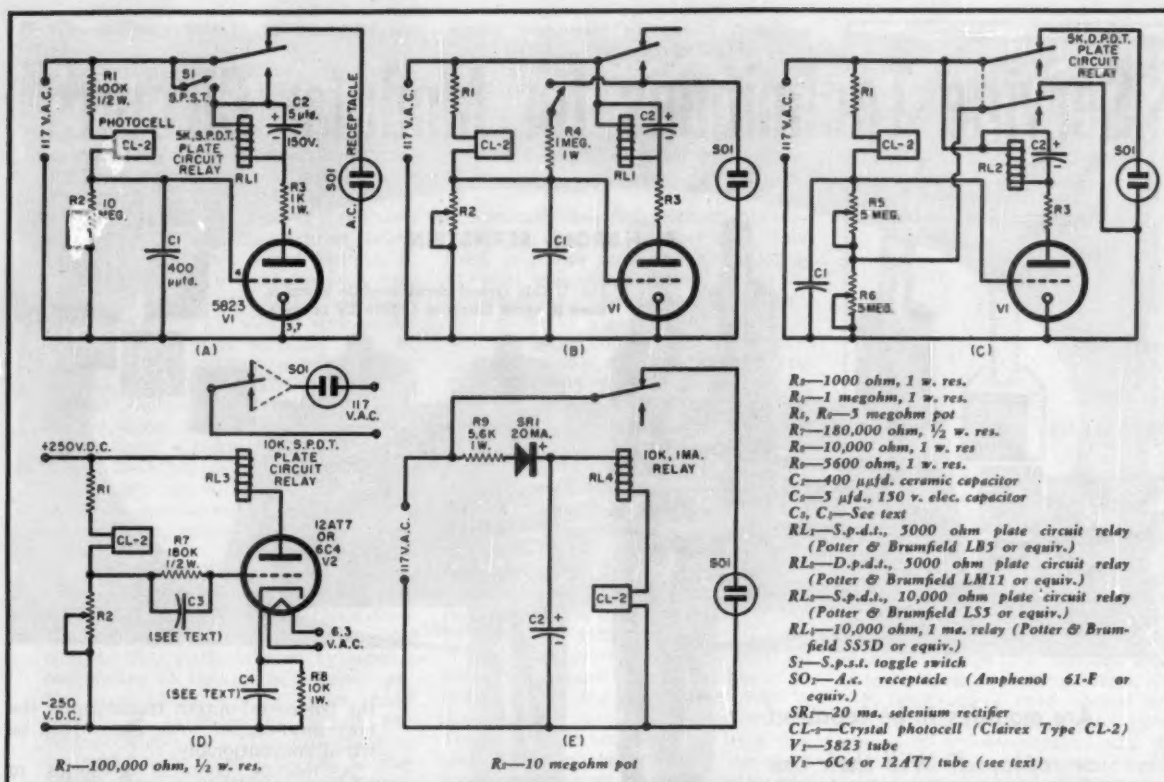 117 V.A.C.
R1
100K
1/2 W.
PHOTOCELL
CL-2
S1
S.P.S.T.
5K, S.P.D.T.
PLATE
CIRCUIT
RELAY
RL1
C2
5 µfd.
+
150V.
R3
1K
1W.
R2
10
MEG.
C1
400
µµfd.
4
5823
V1
3,7
RECEPTACLE
SO1
A.C.
(A)
117 V.A.C.
R1
CL-2
R4
1 MEG.
1W
RL1
C2
+
−
R2
C1
R3
V1
SO1
(B)
5K, D.P.D.T.
PLATE CIRCUIT
RELAY
117 V.A.C.
R1
CL-2
C2
+
−
RL2
SO1
R5
5 MEG.
R3
C1
R6
5 MEG.
V1
(C)
SO1
117
V.A.C.
+250V.D.C.
10K, S.P.D.T.
PLATE
CIRCUIT
RELAY
RL3
R1
CL-2
R7
180K
1/2 W.
12AT7
OR
6C4
V2
R2
C3
(SEE TEXT)
6.3
V.A.C.
C4
(SEE TEXT)
R8
10K
1W.
-250
V.D.C.
(D)
R9
5.6K
1W.
SR1
20 MA.
+
10K, 1MA.
RELAY
RL4
117 V.A.C.
C2
+
−
CL-2
SO1
(E)
R₁—100,000 ohm, ½ w. res.
R₂—10 megohm pot
R₃—1000 ohm, 1 w. res.
R₄—1 megohm, 1 w. res.
R₅, R₆—5 megohm pot
R₇—180,000 ohm, ½ w. res.
R₈—10,000 ohm, 1 w. res
R₉—5600 ohm, 1 w. res.
C₁—400 µµfd. ceramic capacitor
C₂—5 µfd., 150 v. elec. capacitor
C₃, C₄—See text
RL₁—S.p.d.t., 5000 ohm plate circuit relay
(Potter & Brumfield LB5 or equiv.)
RL₂—D.p.d.t., 5000 ohm plate circuit relay
(Potter & Brumfield LM11 or equiv.)
RL₃—S.p.d.t., 10,000 ohm plate circuit relay
(Potter & Brumfield LS5 or equiv.)
RL₄—10,000 ohm, 1 ma. relay (Potter & Brum-
field SS5D or equiv.)
S₁—S.p.s.t. toggle switch
SO₁—A.c. receptacle (Amphenol 61-F or
equiv.)
SR₁—20 ma. selenium rectifier
CL-₂—Crystal photocell (Clairex Type CL-2)
V₁—5823 tube
V₂—6C4 or 12AT7 tube (see text)